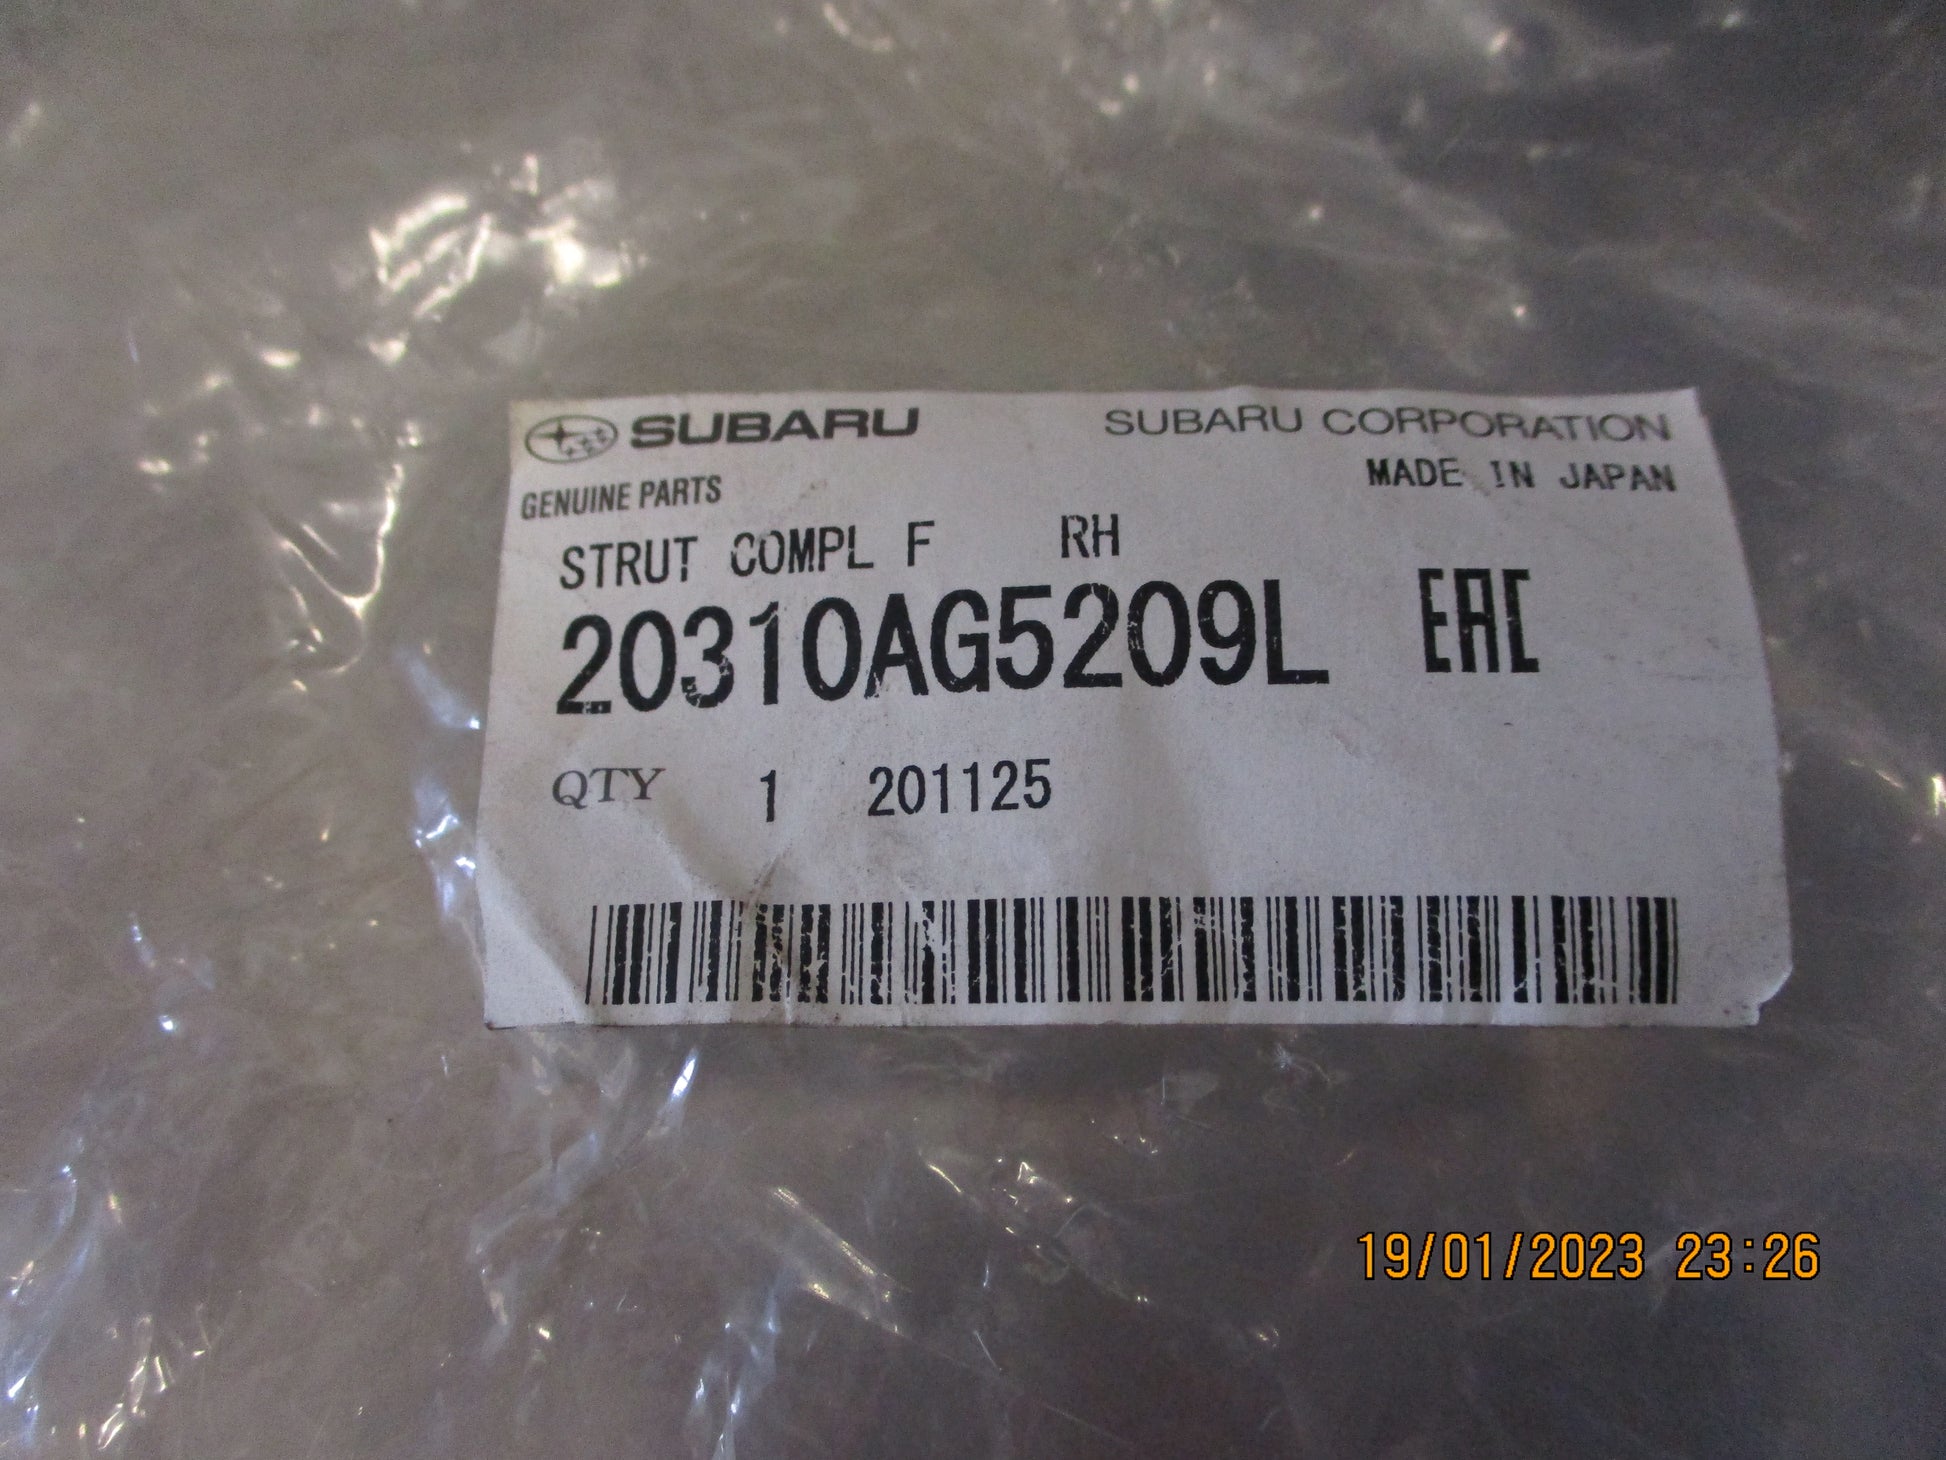 SUBARU SUBARU CORPORATION
GENUINE PARTS MADE IN JAPAN
STRUT COMPL F RH
20310AG5209L EAC
QTY 1 201125
19/01/2023 23:26